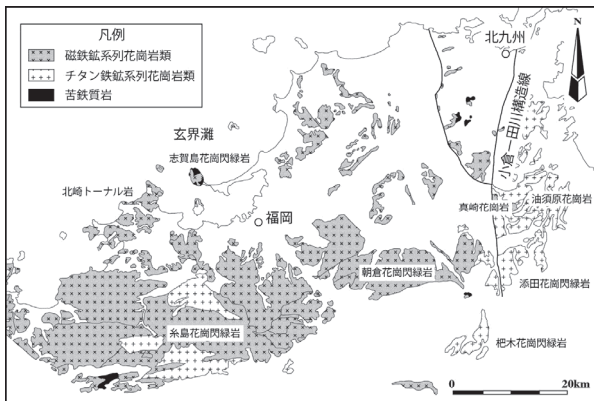 凡例
磁鉄鉱系列花崗岩類
チタン鉄鉱系列花崗岩類
苦鉄質岩
北九州
N
玄界灘
志賀島花崗閃緑岩
小倉ー田川構造線
北崎トーナル岩
福岡
真崎花崗岩
油須原花崗岩
朝倉花崗閃緑岩
添田花崗閃緑岩
糸島花崗閃緑岩
杷木花崗閃緑岩
0 20km